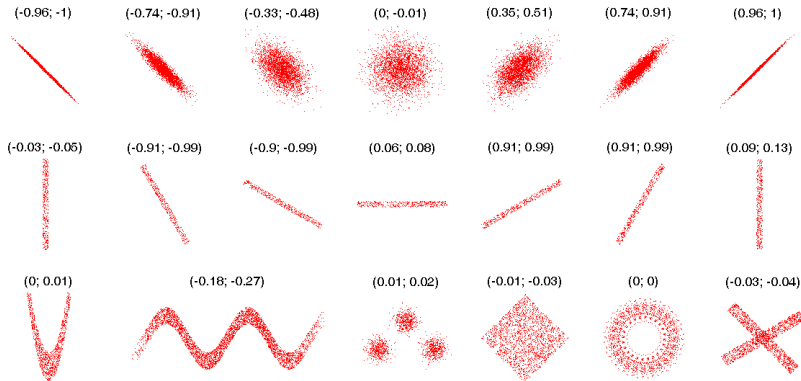 (-0.96; -1) (-0.74; -0.91) (-0.33; -0.48) (0; -0.01) (0.35; 0.51) (0.74; 0.91) (0.96; 1)
(-0.03; -0.05) (-0.91; -0.99) (-0.9; -0.99) (0.06; 0.08) (0.91; 0.99) (0.91; 0.99) (0.09; 0.13)
(0; 0.01) (-0.18; -0.27) (0.01; 0.02) (-0.01; -0.03) (0; 0) (-0.03; -0.04)